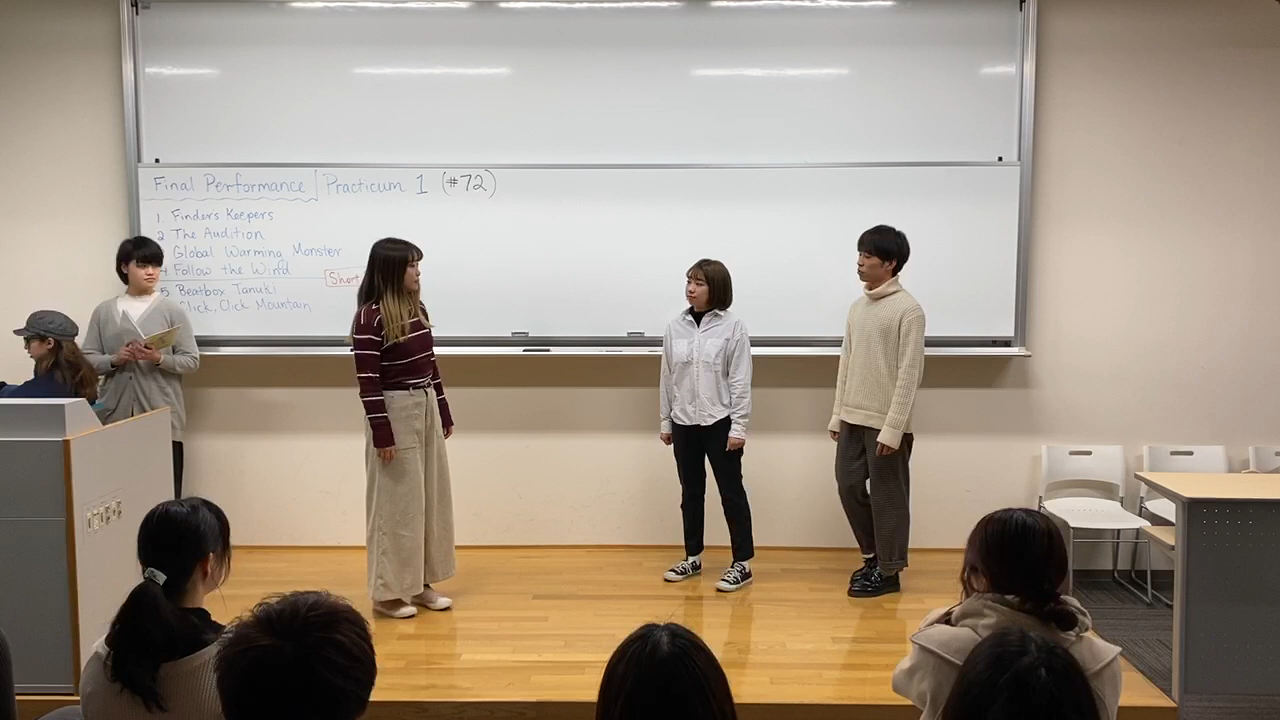 Final Performance Practicum 1 (#72)
1. Finders Keepers
2 The Audition
Global Warming Monster
4. Follow the Wind
Short
5. Beatbox Tanuki
Click, Click Mountain